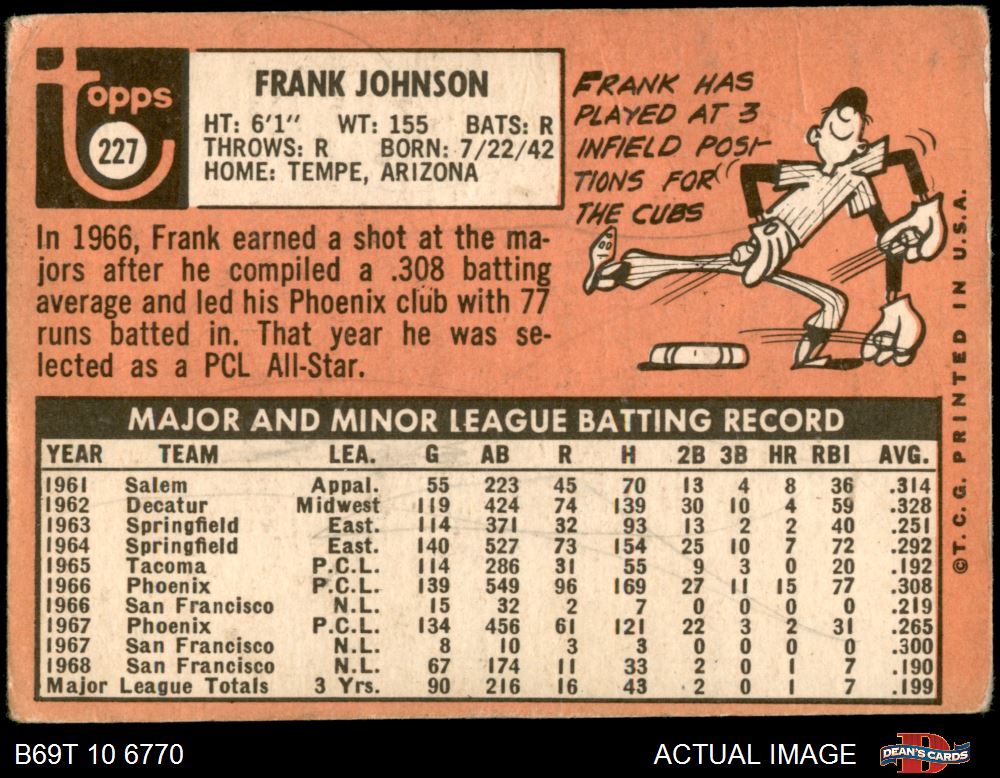 Topps
227
FRANK JOHNSON
HT: 6'1" WT: 155 BATS: R
THROWS: R BORN: 7/22/42
HOME: TEMPE, ARIZONA
FRANK HAS
PLAYED AT 3
INFIELD POSI-
TIONS FOR
THE CUBS
In 1966, Frank earned a shot at the ma-
jors after he compiled a .308 batting
average and led his Phoenix club with 77
runs batted in. That year he was se-
lected as a PCL All-Star.
MAJOR AND MINOR LEAGUE BATTING RECORD
YEAR TEAM LEA. G AB R H 2B 3B HR RBI AVG.
1961 Salem Appal. 55 223 45 70 13 4 8 36 .314
1962 Decatur Midwest 119 424 74 139 30 10 4 59 .328
1963 Springfield East. 114 371 32 93 13 2 2 40 .251
1964 Springfield East. 140 527 73 154 25 10 7 72 .292
1965 Tacoma P.C.L. 114 286 31 55 9 3 0 20 .192
1966 Phoenix P.C.L. 139 549 96 169 27 11 15 77 .308
1966 San Francisco N.L. 15 32 2 7 0 0 0 0 .219
1967 Phoenix P.C.L. 134 456 61 121 22 3 2 31 .265
1967 San Francisco N.L. 8 10 3 3 0 0 0 0 .300
1968 San Francisco N.L. 67 174 11 33 2 0 1 7 .190
Major League Totals 3 Yrs. 90 216 16 43 2 0 1 7 .199
©T. C. G. PRINTED IN U.S.A.
B69T 10 6770
ACTUAL IMAGE
DEAN'S CARDS